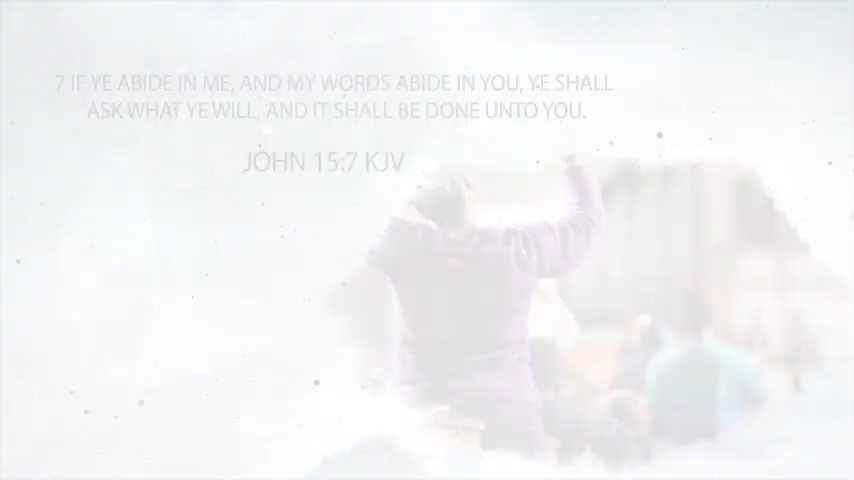 7 IF YE ABIDE IN ME, AND MY WORDS ABIDE IN YOU, YE SHALL
ASK WHAT YE WILL, AND IT SHALL BE DONE UNTO YOU.
JOHN 15:7 KJV